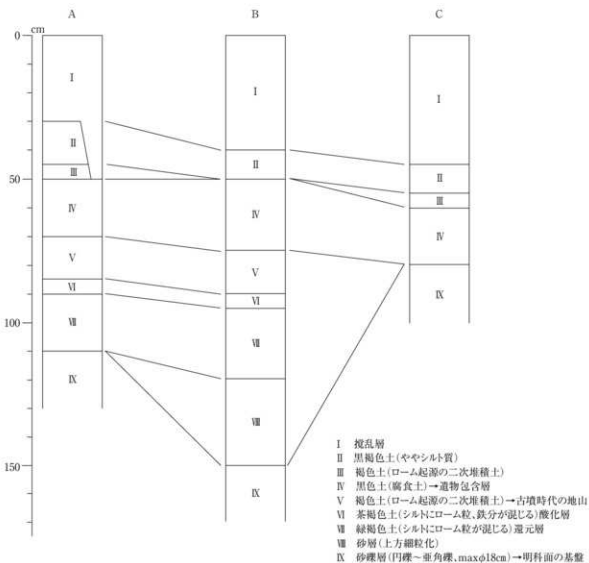 A B C
cm
0
50
100
150
I
II
III
IV
V
VI
VII
IX
I
II
IV
V
VI
VII
VIII
IX
I
II
III
IV
IX
I 撹乱層
II 黒褐色土(ややシルト質)
III 褐色土(ローム起源の二次堆積土)
IV 黒色土(腐食土)→遺物包含層
V 褐色土(ローム起源の二次堆積土)→古墳時代の地山
VI 茶褐色土(シルトにローム粒、鉄分が混じる)酸化層
VII 緑褐色土(シルトにローム粒が混じる)還元層
VIII 砂層(上方細粒化)
IX 砂礫層(円礫～亜角礫、maxφ18cm)→明科面の基盤